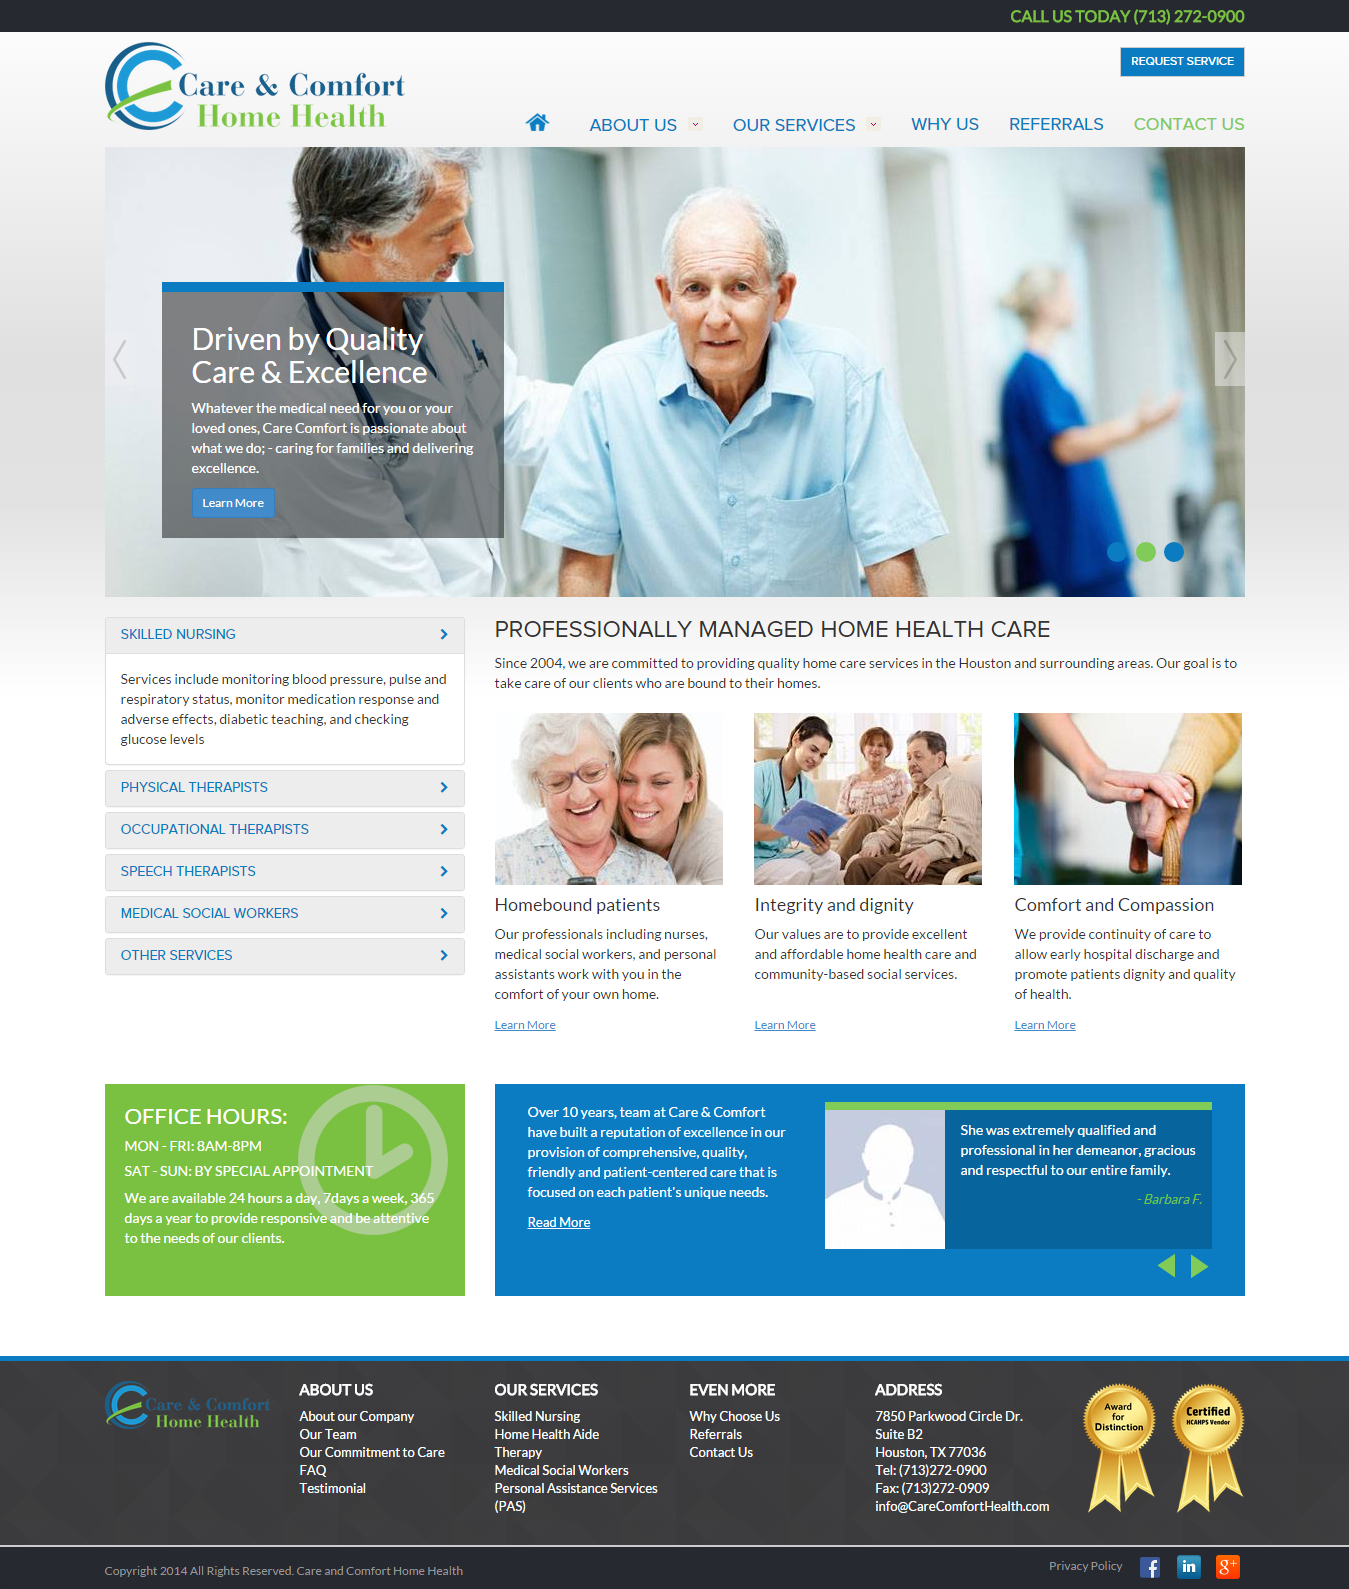 CALL US TODAY (713) 272-0900
REQUEST SERVICE
Care & Comfort
Home Health
ABOUT US
OUR SERVICES
WHY US
REFERRALS
CONTACT US
Driven by Quality
Care & Excellence
Whatever the medical need for you or your
loved ones, Care Comfort is passionate about
what we do; - caring for families and delivering
excellence.
Learn More
SKILLED NURSING
Services include monitoring blood pressure, pulse and
respiratory status, monitor medication response and
adverse effects, diabetic teaching, and checking
glucose levels
PHYSICAL THERAPISTS
OCCUPATIONAL THERAPISTS
SPEECH THERAPISTS
MEDICAL SOCIAL WORKERS
OTHER SERVICES
PROFESSIONALLY MANAGED HOME HEALTH CARE
Since 2004, we are committed to providing quality home care services in the Houston and surrounding areas. Our goal is to
take care of our clients who are bound to their homes.
Homebound patients
Our professionals including nurses,
medical social workers, and personal
assistants work with you in the
comfort of your own home.
Learn More
Integrity and dignity
Our values are to provide excellent
and affordable home health care and
community-based social services.
Learn More
Comfort and Compassion
We provide continuity of care to
allow early hospital discharge and
promote patients dignity and quality
of health.
Learn More
OFFICE HOURS:
MON - FRI: 8AM-8PM
SAT - SUN: BY SPECIAL APPOINTMENT
We are available 24 hours a day, 7days a week, 365
days a year to provide responsive and be attentive
to the needs of our clients.
Over 10 years, team at Care & Comfort
have built a reputation of excellence in our
provision of comprehensive, quality,
friendly and patient-centered care that is
focused on each patient's unique needs.
Read More
She was extremely qualified and
professional in her demeanor, gracious
and respectful to our entire family.
- Barbara F.
Care & Comfort
Home Health
ABOUT US
About our Company
Our Team
Our Commitment to Care
FAQ
Testimonial
OUR SERVICES
Skilled Nursing
Home Health Aide
Therapy
Medical Social Workers
Personal Assistance Services
(PAS)
EVEN MORE
Why Choose Us
Referrals
Contact Us
ADDRESS
7850 Parkwood Circle Dr.
Suite B2
Houston, TX 77036
Tel: (713)272-0900
Fax: (713)272-0909
info@CareComfortHealth.com
Award
for
Distinction
Certified
HCAHPS Vendor
Copyright 2014 All Rights Reserved. Care and Comfort Home Health
Privacy Policy
f
in
g+